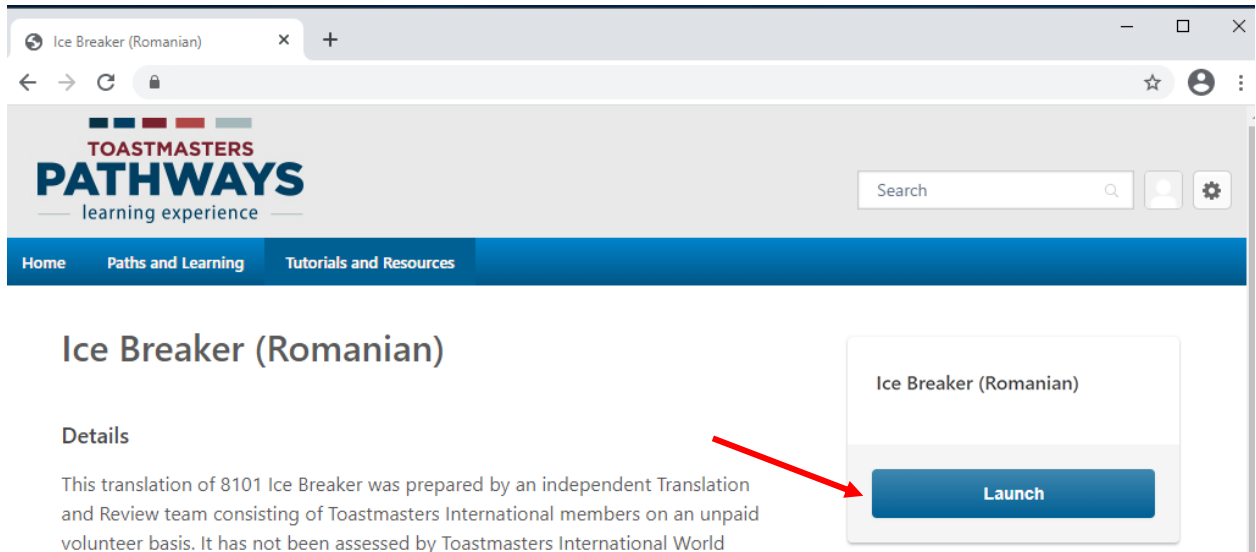 Ice Breaker (Romanian)
TOASTMASTERS
PATHWAYS
learning experience
Search
Home Paths and Learning Tutorials and Resources
Ice Breaker (Romanian)
Details
This translation of 8101 Ice Breaker was prepared by an independent Translation
and Review team consisting of Toastmasters International members on an unpaid
volunteer basis. It has not been assessed by Toastmasters International World
Ice Breaker (Romanian)
Launch